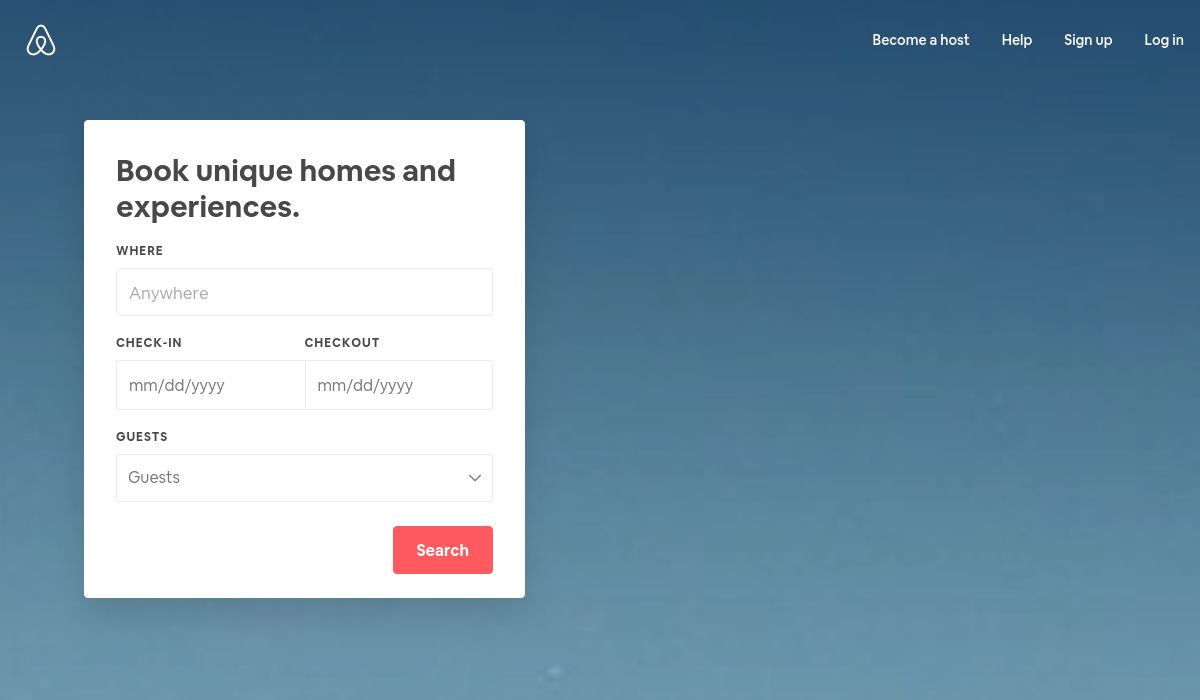 Become a host Help Sign up Log in
Book unique homes and
experiences.
WHERE
Anywhere
CHECK-IN CHECKOUT
mm/dd/yyyy mm/dd/yyyy
GUESTS
Guests
Search